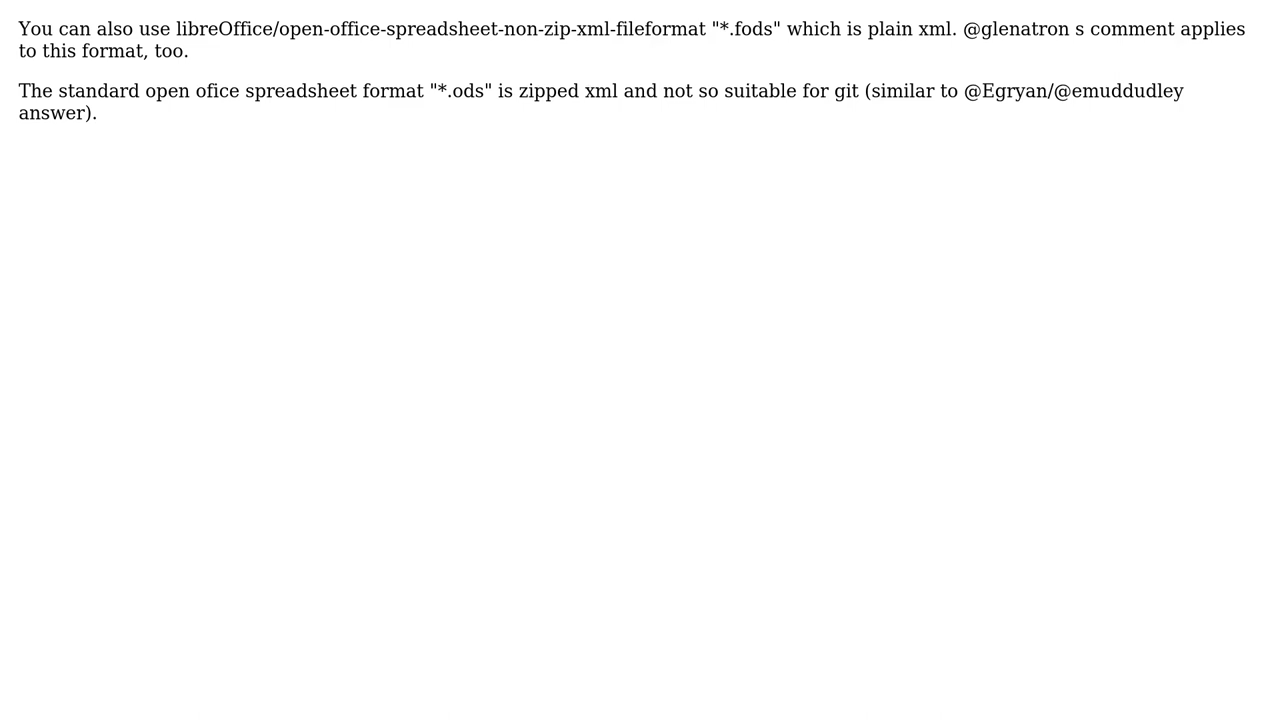 You can also use libreOffice/open-office-spreadsheet-non-zip-xml-fileformat "*.fods" which is plain xml. @glenatron s comment applies
to this format, too.
The standard open ofice spreadsheet format "*.ods" is zipped xml and not so suitable for git (similar to @Egryan/@emuddudley
answer).